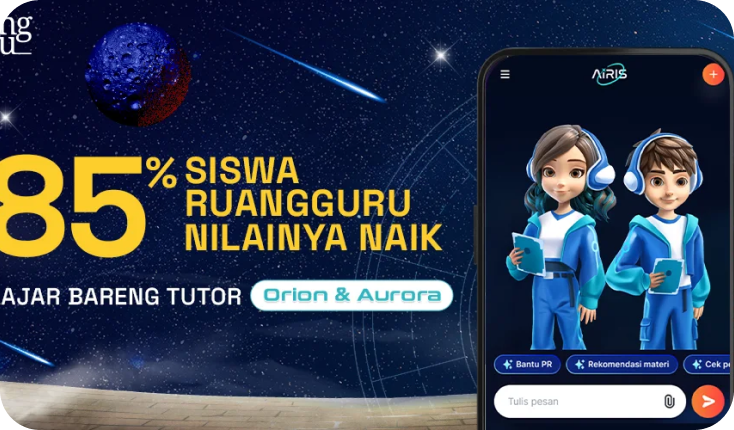 ng
u
85%
SISWA
RUANGGURU
NILAINYA NAIK
AJAR BARENG TUTOR Orion & Aurora
AiRIS
Bantu PR
Rekomendasi materi
Cek pe
Tulis pesan